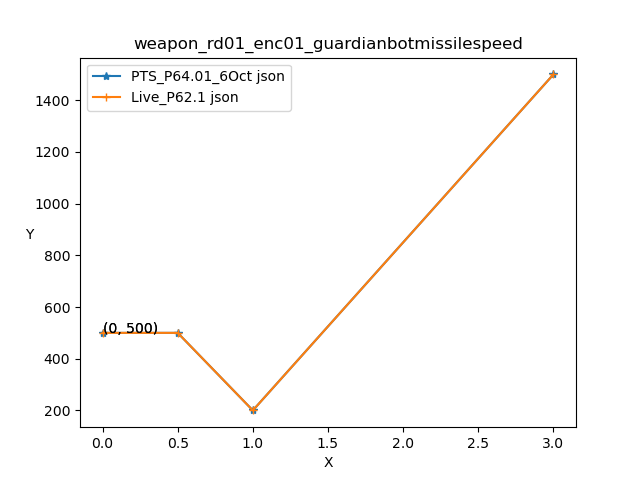 weapon_rd01_enc01_guardianbotmissilespeed
PTS_P64.01_6Oct json
Live_P62.1 json
1400
1200
1000
Y
800
600
(0, 500)
400
200
0.0 0.5 1.0 1.5 2.0 2.5 3.0
X